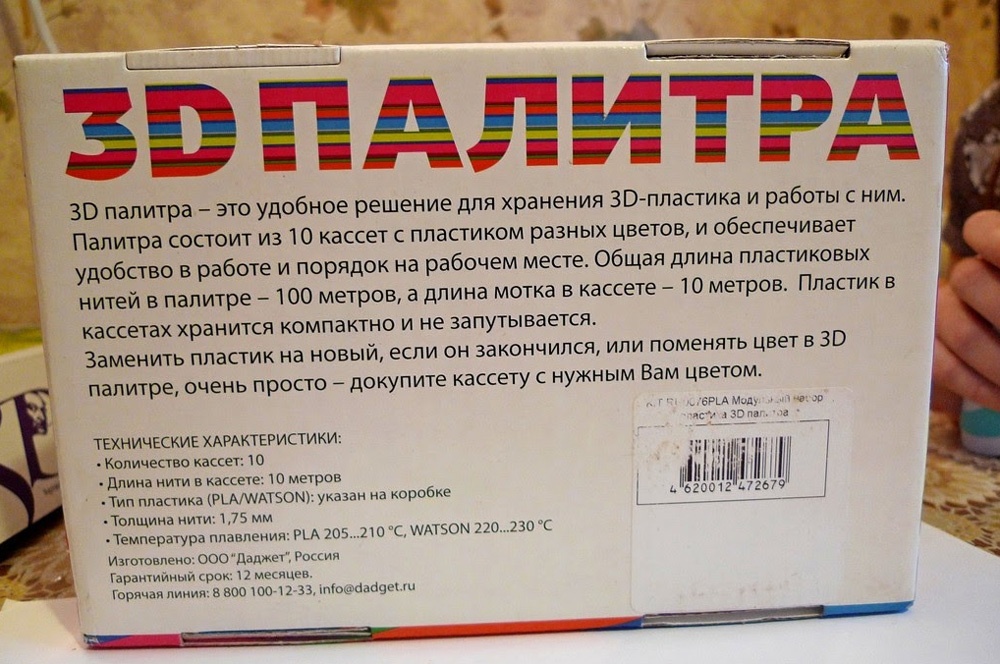 3D ПАЛИТРА
3D палитра – это удобное решение для хранения 3D-пластика и работы с ним.
Палитра состоит из 10 кассет с пластиком разных цветов, и обеспечивает
удобство в работе и порядок на рабочем месте. Общая длина пластиковых
нитей в палитре – 100 метров, а длина мотка в кассете – 10 метров. Пластик в
кассетах хранится компактно и не запутывается.
Заменить пластик на новый, если он закончился, или поменять цвет в 3D
палитре, очень просто – докупите кассету с нужным Вам цветом.
ТЕХНИЧЕСКИЕ ХАРАКТЕРИСТИКИ:
• Количество кассет: 10
• Длина нити в кассете: 10 метров
• Тип пластика (PLA/WATSON): указан на коробке
• Толщина нити: 1,75 мм
• Температура плавления: PLA 205...210 °C, WATSON 220...230 °C
Изготовлено: ООО “Даджет”, Россия
Гарантийный срок: 12 месяцев.
Горячая линия: 8 800 100-12-33, info@dadget.ru
Модульный набор
пластика 3D палитра
4 620012 472679